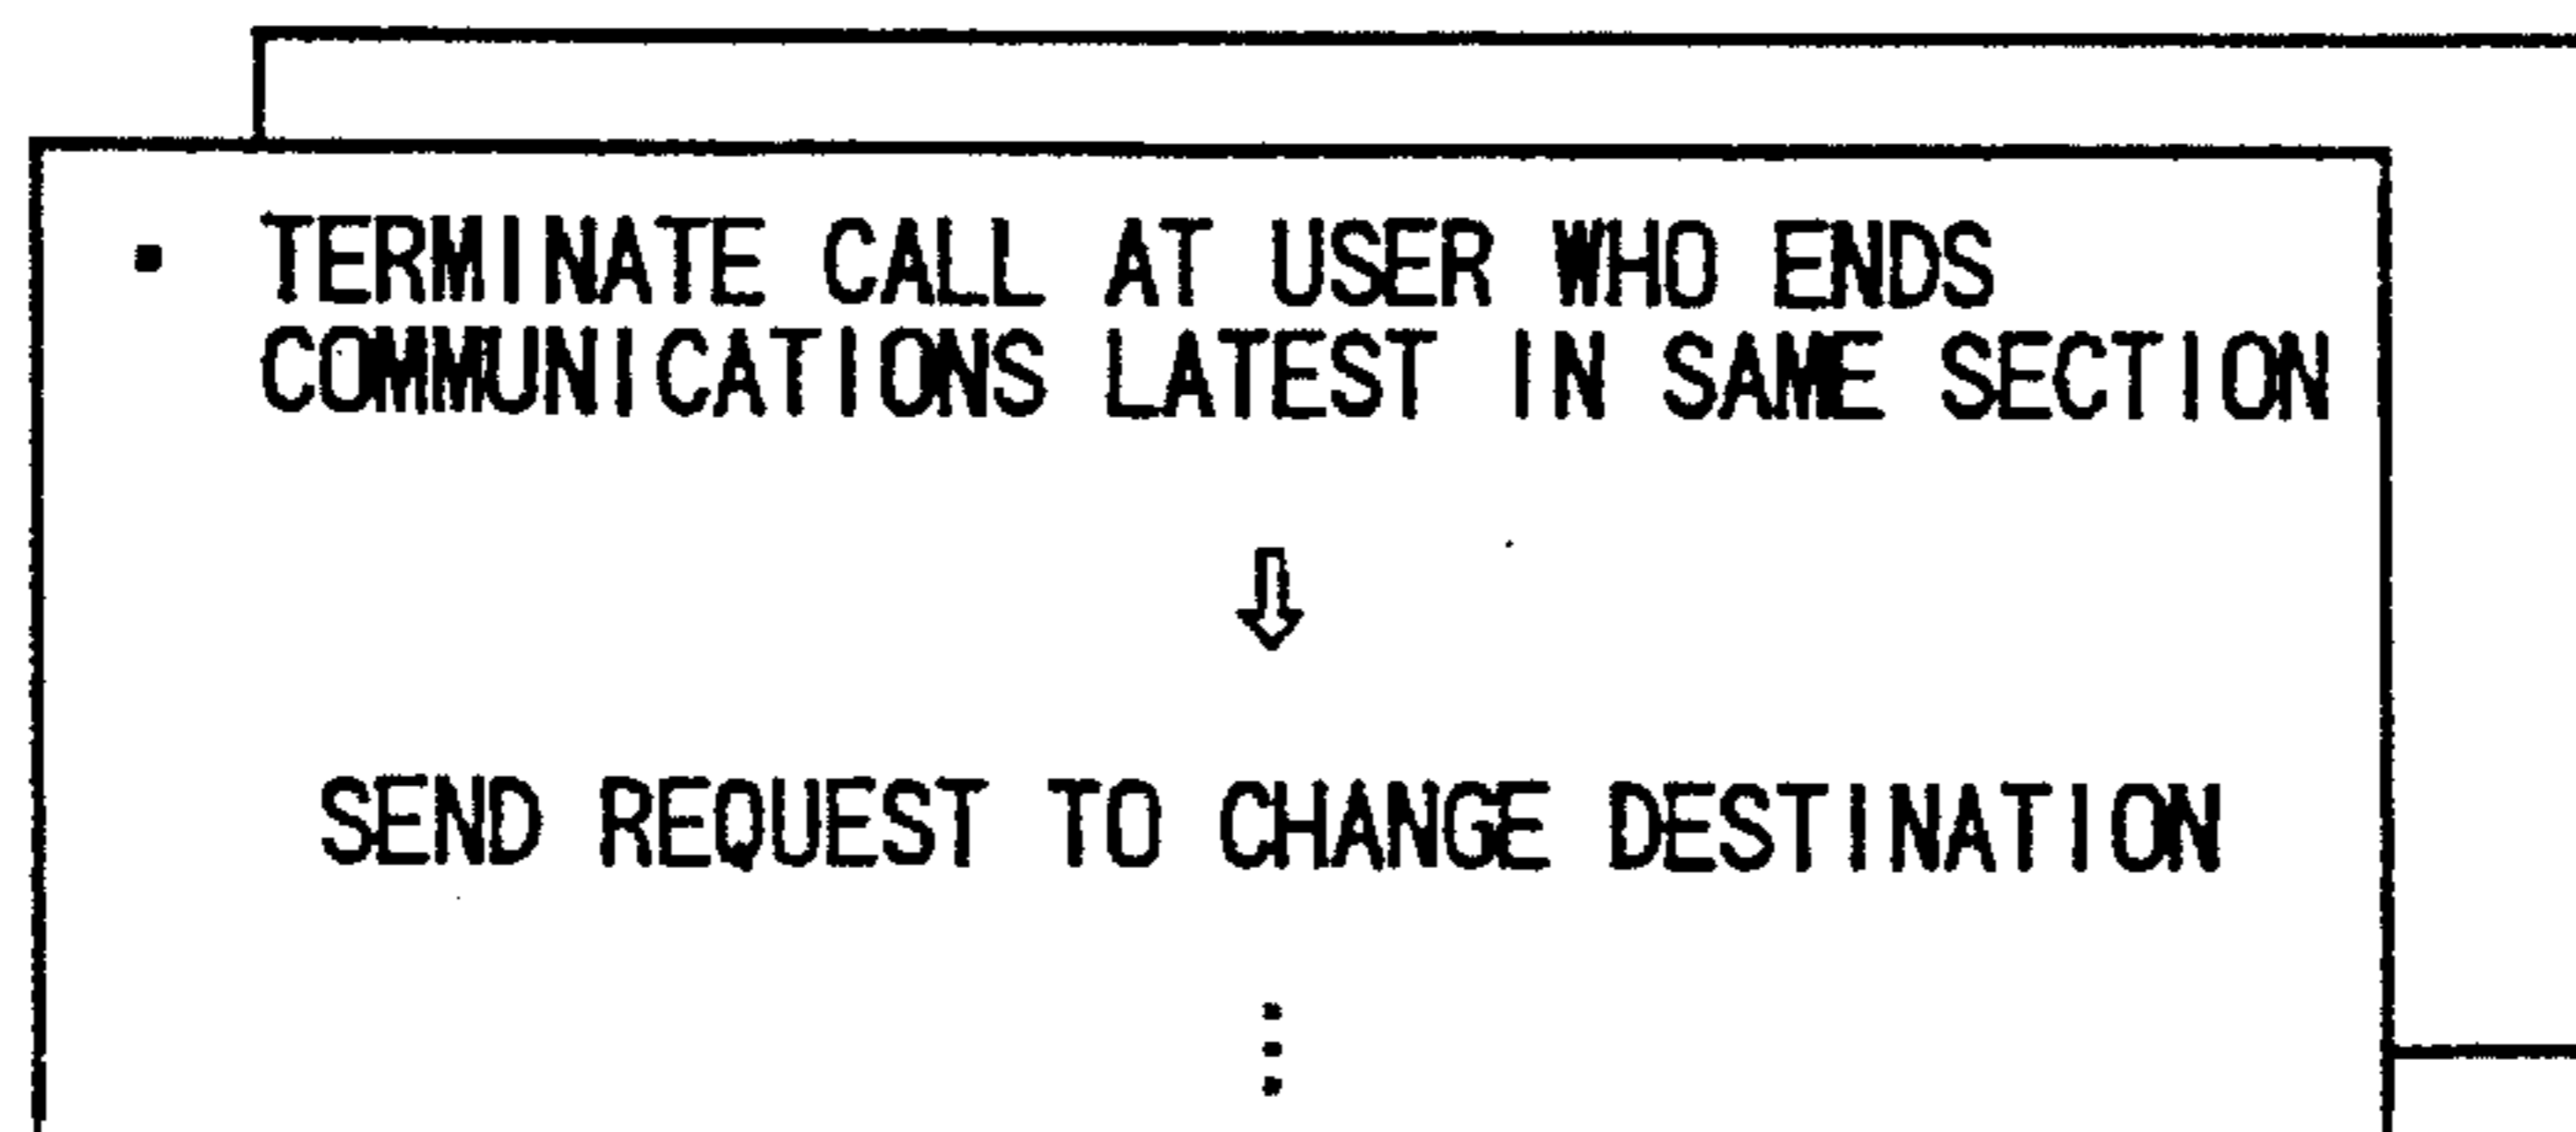 • TERMINATE CALL AT USER WHO ENDS
COMMUNICATIONS LATEST IN SAME SECTION
⇩
SEND REQUEST TO CHANGE DESTINATION
⋮